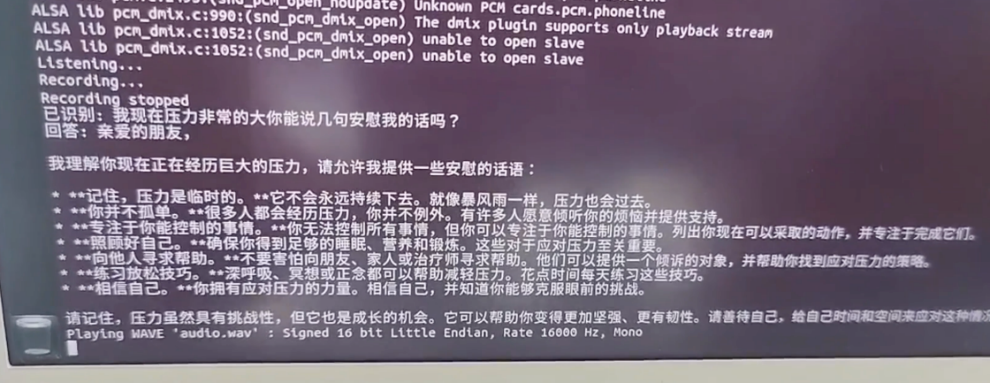 (snd_pcm_open_noupdate) Unknown PCM cards.pcm.phoneline
ALSA lib pcm_dmix.c:990:(snd_pcm_dmix_open) The dmix plugin supports only playback stream
ALSA lib pcm_dmix.c:1052:(snd_pcm_dmix_open) unable to open slave
ALSA lib pcm_dmix.c:1052:(snd_pcm_dmix_open) unable to open slave
Listening...
Recording...
Recording stopped
已识别: 我现在压力非常的大你能说几句安慰我的话吗？
回答: 亲爱的朋友，
我理解你现在正在经历巨大的压力，请允许我提供一些安慰的话语：
* **记住，压力是临时的。**它不会永远持续下去。就像暴风雨一样，压力也会过去。
* **你并不孤单。**很多人都会经历压力，你并不例外。有许多人愿意倾听你的烦恼并提供支持。
* **专注于你能控制的事情。**你无法控制所有事情，但你可以专注于你能控制的事情。列出你现在可以采取的动作，并专注于完成它们。
* **照顾好自己。**确保你得到足够的睡眠、营养和锻炼。这些对于应对压力至关重要。
* **向他人寻求帮助。**不要害怕向朋友、家人或治疗师寻求帮助。他们可以提供一个倾诉的对象，并帮助你找到应对压力的策略。
* **练习放松技巧。**深呼吸、冥想或正念都可以帮助减轻压力。花点时间每天练习这些技巧。
* **相信自己。**你拥有应对压力的力量。相信自己，并知道你能够克服眼前的挑战。
请记住，压力虽然具有挑战性，但它也是成长的机会。它可以帮助你变得更加坚强、更有韧性。请善待自己，给自己时间和空间来应对这种情况
Playing WAVE 'audio.wav' : Signed 16 bit Little Endian, Rate 16000 Hz, Mono